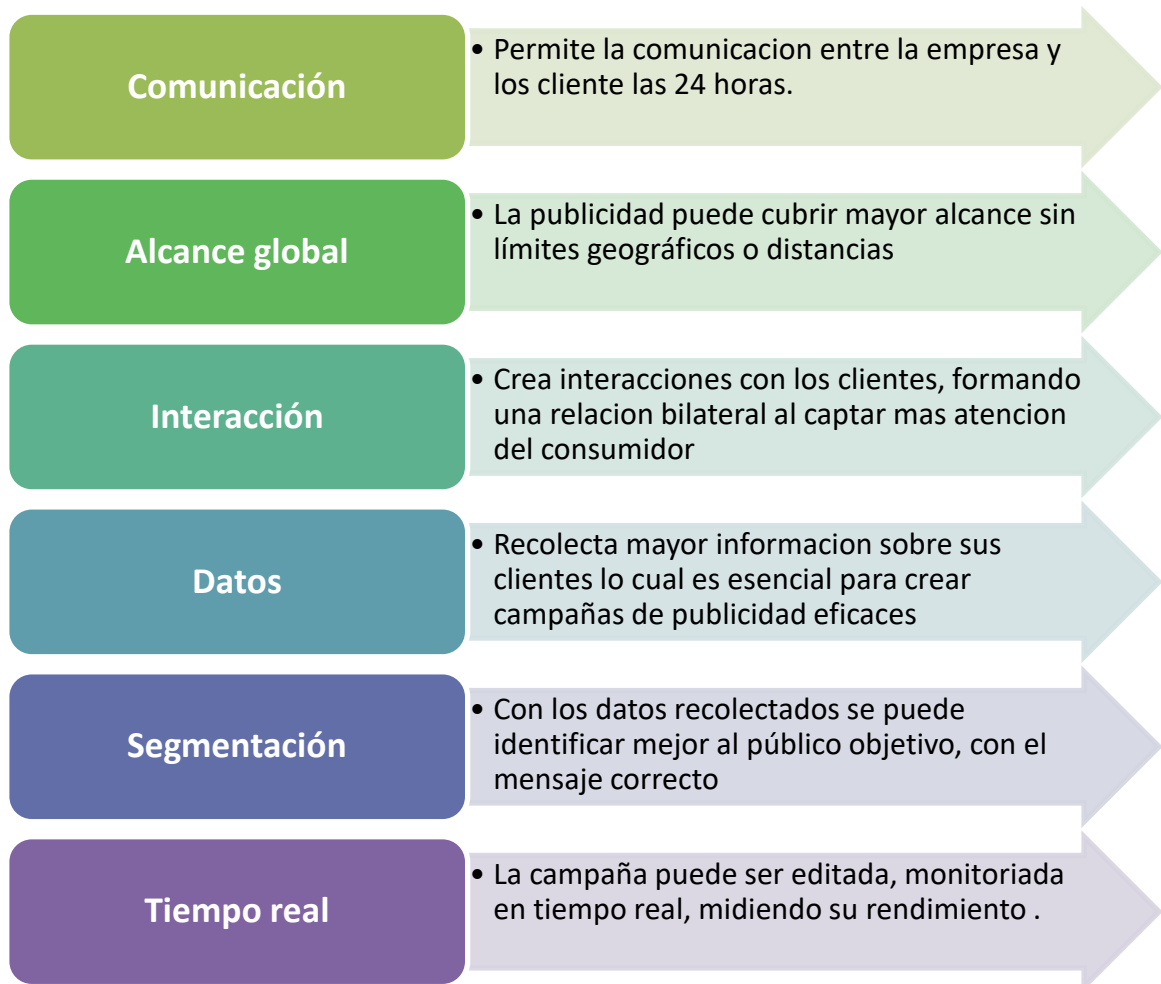 Comunicación
• Permite la comunicacion entre la empresa y
los cliente las 24 horas.
Alcance global
• La publicidad puede cubrir mayor alcance sin
límites geográficos o distancias
Interacción
• Crea interacciones con los clientes, formando
una relacion bilateral al captar mas atencion
del consumidor
Datos
• Recolecta mayor informacion sobre sus
clientes lo cual es esencial para crear
campañas de publicidad eficaces
Segmentación
• Con los datos recolectados se puede
identificar mejor al público objetivo, con el
mensaje correcto
Tiempo real
• La campaña puede ser editada, monitoriada
en tiempo real, midiendo su rendimiento .